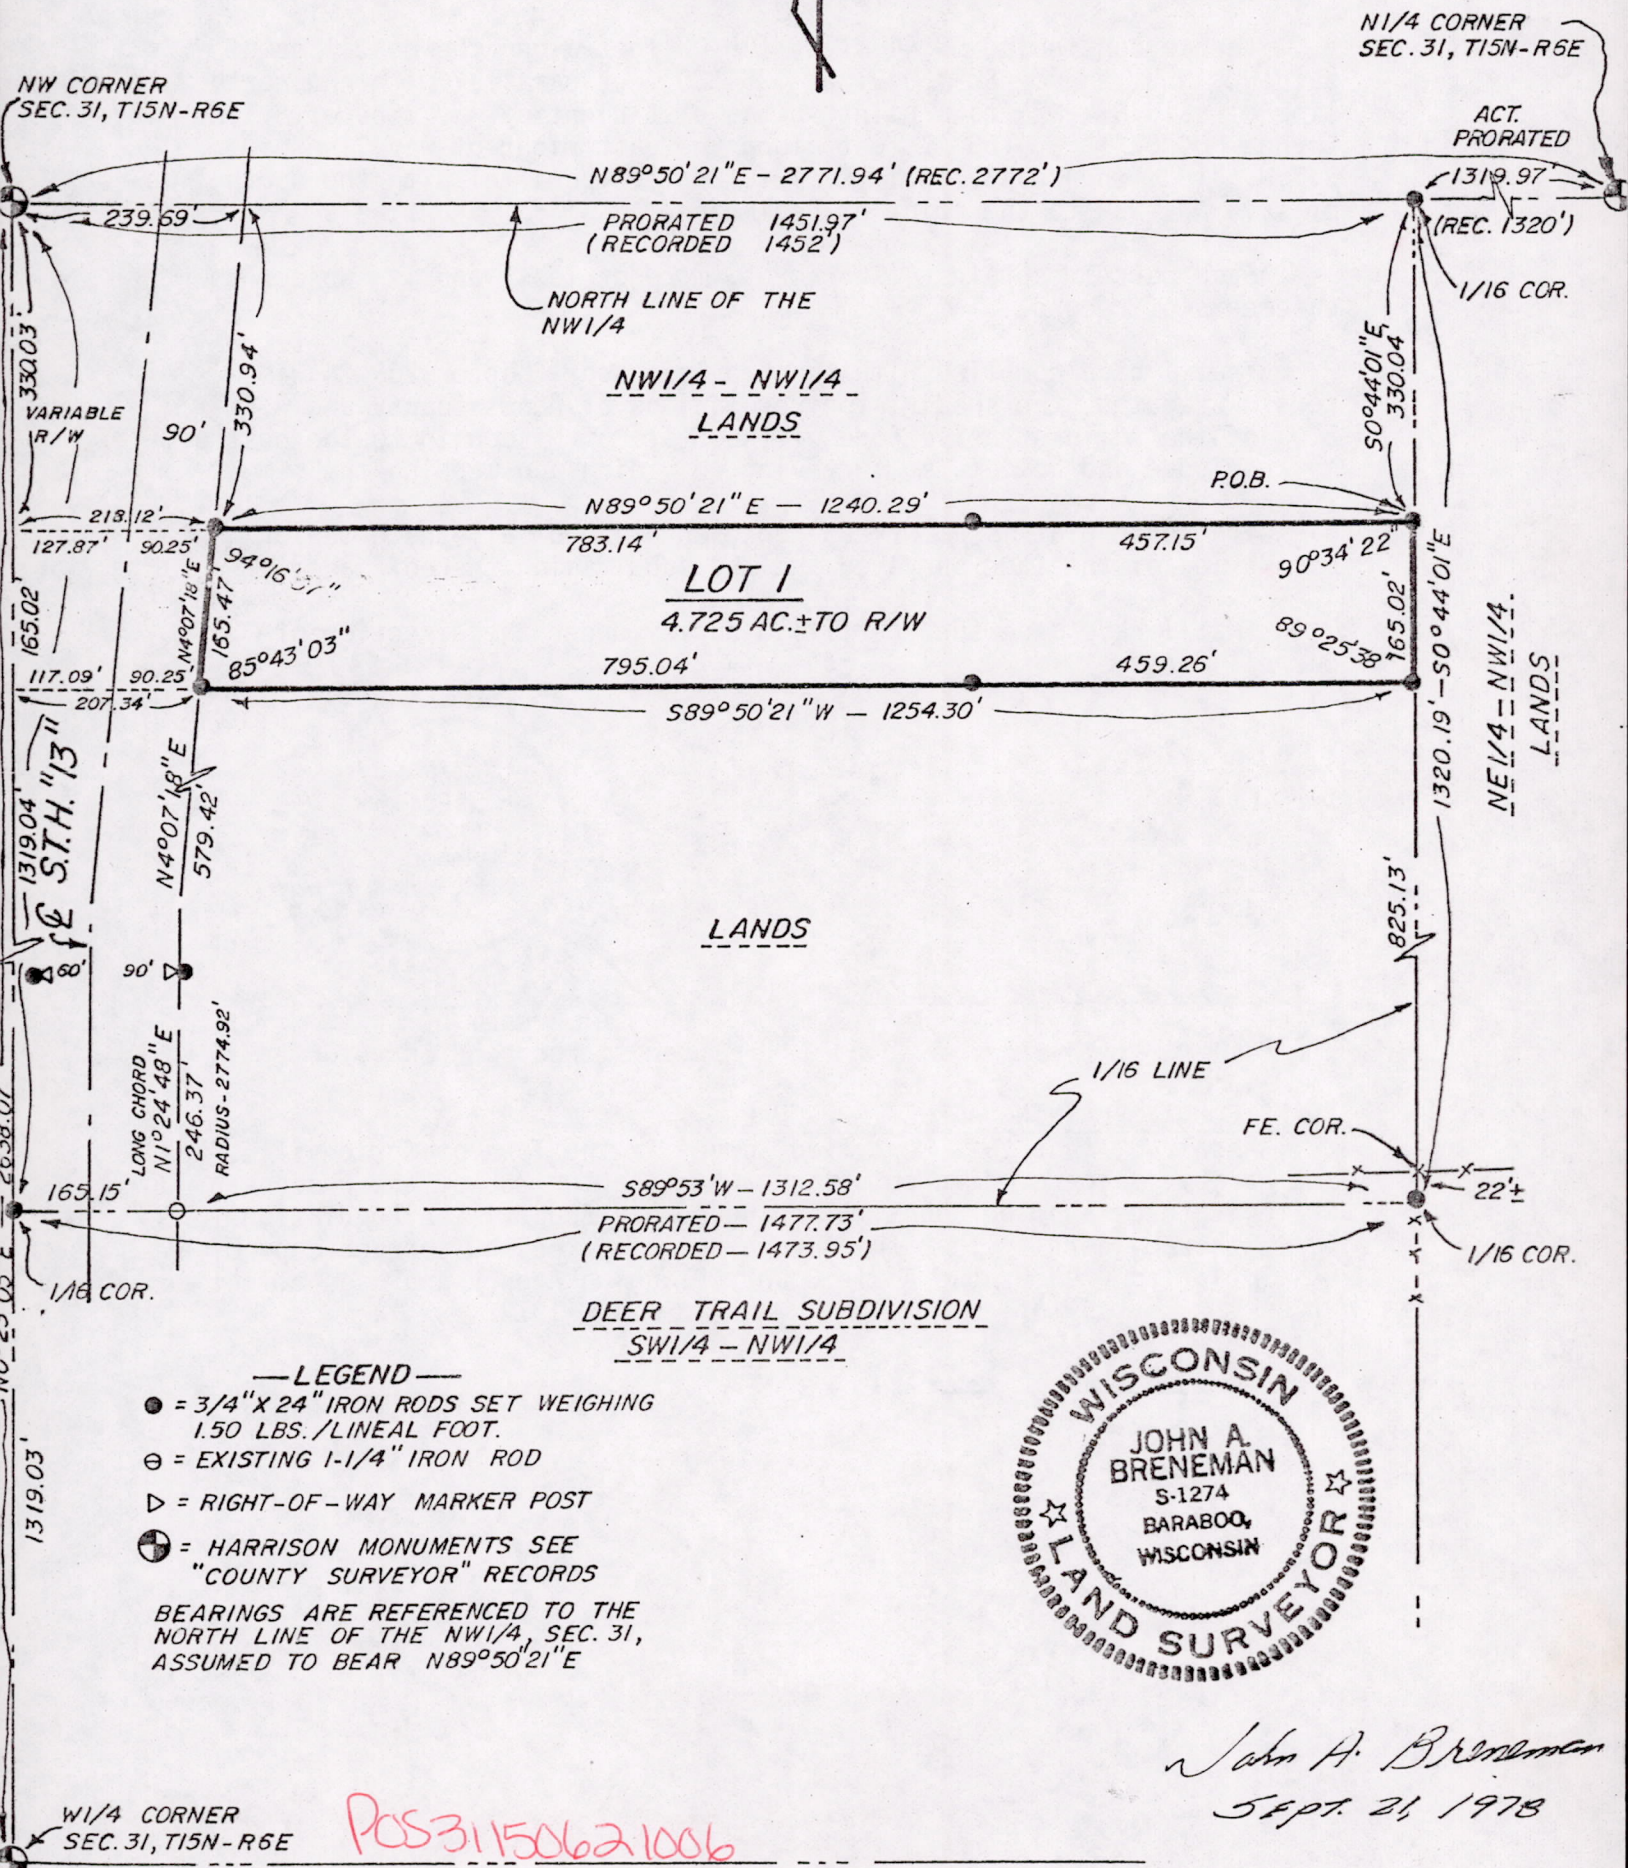 N1/4 CORNER
SEC. 31, T15N-R6E
NW CORNER
SEC. 31, T15N-R6E
ACT.
PRORATED
1319.97'
(REC. 1320')
N89°50'21"E - 2771.94' (REC. 2772')
239.69'
PRORATED 1451.97'
(RECORDED 1452')
1/16 COR.
NORTH LINE OF THE
NW1/4
330.03'
330.94'
S0°44'01"E,
330.04'
NW1/4 - NW1/4
LANDS
VARIABLE
R/W
90'
P.O.B.
N89°50'21"E — 1240.29'
218.12'
127.87'
90.25'
783.14'
457.15'
90°34'22"
LOT 1
4.725 AC.±TO R/W
165.02'
N4°07'18"E
165.47'
85°43'03"
89°25'38"
165.02'
1320.19'-S0°44'01"E
NE1/4 = NW1/4
LANDS
795.04'
459.26'
117.09'
90.25'
207.34'
S89°50'21"W — 1254.30'
1319.04'
℄ S.T.H. "13"
N4°07'18"E
579.42'
825.13'
LANDS
60'
90'
LONG CHORD
N1°24'48"E
246.37'
RADIUS-2774.92'
1/16 LINE
FE. COR.
22'±
165.15'
S89°53'W-1312.58'
PRORATED- 1477.73'
(RECORDED-1473.95')
1/16 COR.
1/16 COR.
DEER TRAIL SUBDIVISION
SW1/4 - NW1/4
—LEGEND—
= 3/4"X 24" IRON RODS SET WEIGHING
1.50 LBS./LINEAL FOOT.
= EXISTING 1-1/4" IRON ROD
= RIGHT-OF-WAY MARKER POST
= HARRISON MONUMENTS SEE
"COUNTY SURVEYOR" RECORDS
BEARINGS ARE REFERENCED TO THE
NORTH LINE OF THE NW1/4, SEC. 31,
ASSUMED TO BEAR N89°50"21"E
1319.03'
WISCONSIN
JOHN A.
BRENEMAN
S-1274
BARABOO,
WISCONSIN
LAND SURVEYOR
John A. Breneman
Sept. 21, 1978
W1/4 CORNER
SEC. 31, T15N-R6E
POS31150621006